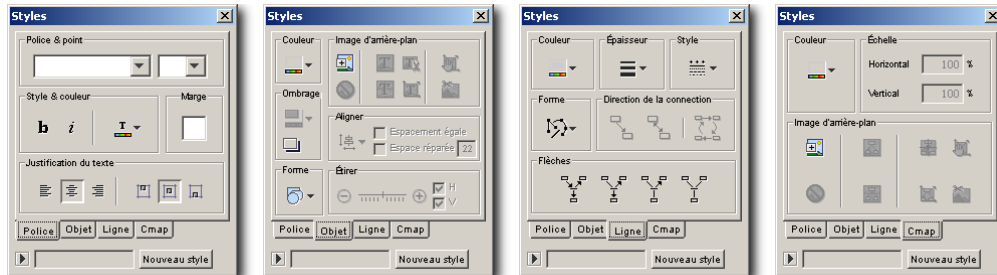 Styles
Police & point
Style & couleur
Marge
b i T
Justification du texte
Police Objet Ligne Cmap
Nouveau style
Styles
Couleur
Image d'arrière-plan
Ombrage
Aligner
Espacement égale
Espace réparée 22
Forme
Étirer
H
V
Police Objet Ligne Cmap
Nouveau style
Styles
Couleur
Épaisseur
Style
Forme
Direction de la connection
Flèches
Police Objet Ligne Cmap
Nouveau style
Styles
Couleur
Échelle
Horizontal 100 %
Vertical 100 %
Image d'arrière-plan
Police Objet Ligne Cmap
Nouveau style